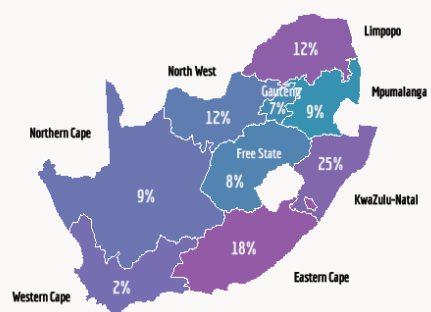 Limpopo
12%
North West
Gauteng
Mpumalanga
7%
9%
12%
Northern Cape
Free State
25%
8%
9%
KwaZulu-Natal
18%
Eastern Cape
2%
Western Cape